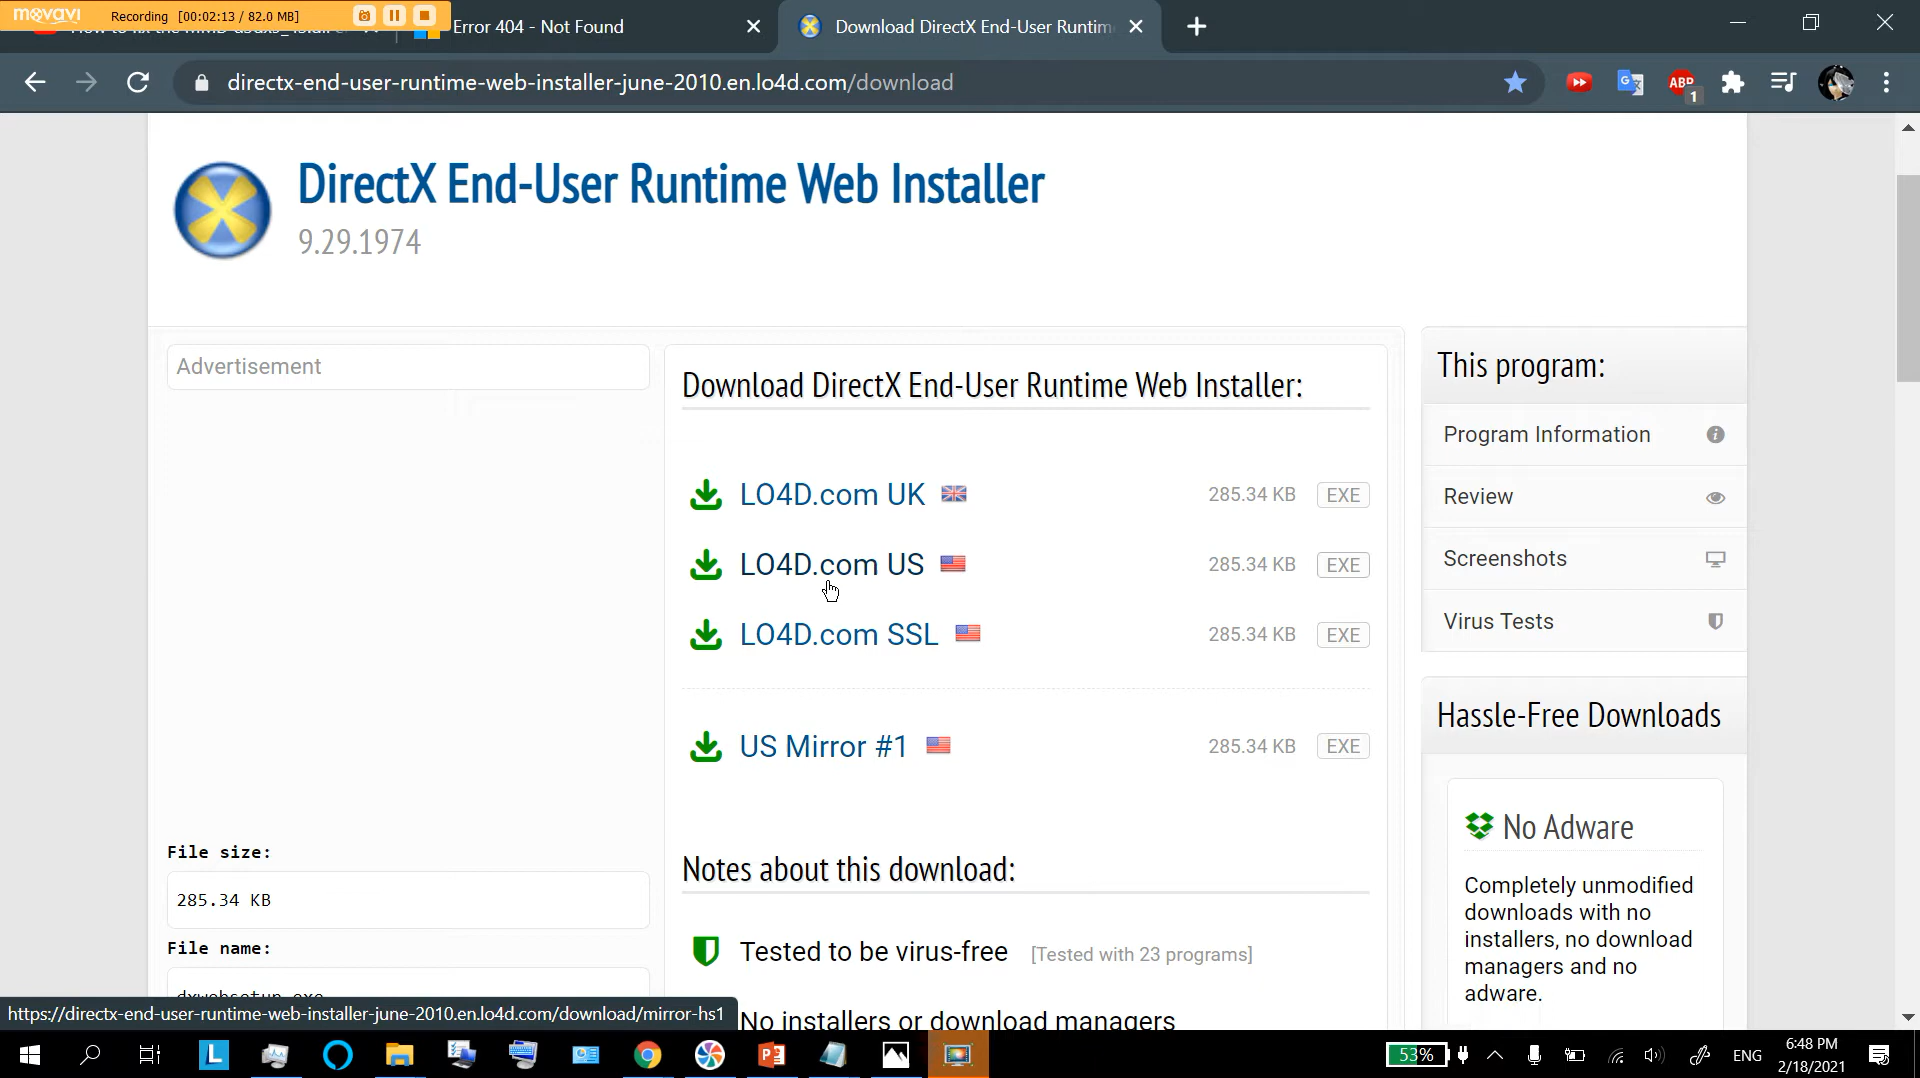 movavi Recording [00:02:13 / 82.0 MB]
Error 404 - Not Found
Download DirectX End-User Runtim
directx-end-user-runtime-web-installer-june-2010.en.lo4d.com/download
ABP
1
DirectX End-User Runtime Web Installer
9.29.1974
Advertisement
Download DirectX End-User Runtime Web Installer:
LO4D.com UK 285.34 KB EXE
LO4D.com US 285.34 KB EXE
LO4D.com SSL 285.34 KB EXE
US Mirror #1 285.34 KB EXE
File size:
285.34 KB
File name:
Notes about this download:
Tested to be virus-free [Tested with 23 programs]
No installers or download managers
This program:
Program Information
Review
Screenshots
Virus Tests
Hassle-Free Downloads
No Adware
Completely unmodified
downloads with no
installers, no download
managers and no
adware.
https://directx-end-user-runtime-web-installer-june-2010.en.lo4d.com/download/mirror-hs1
53%
ENG
6:48 PM
2/18/2021